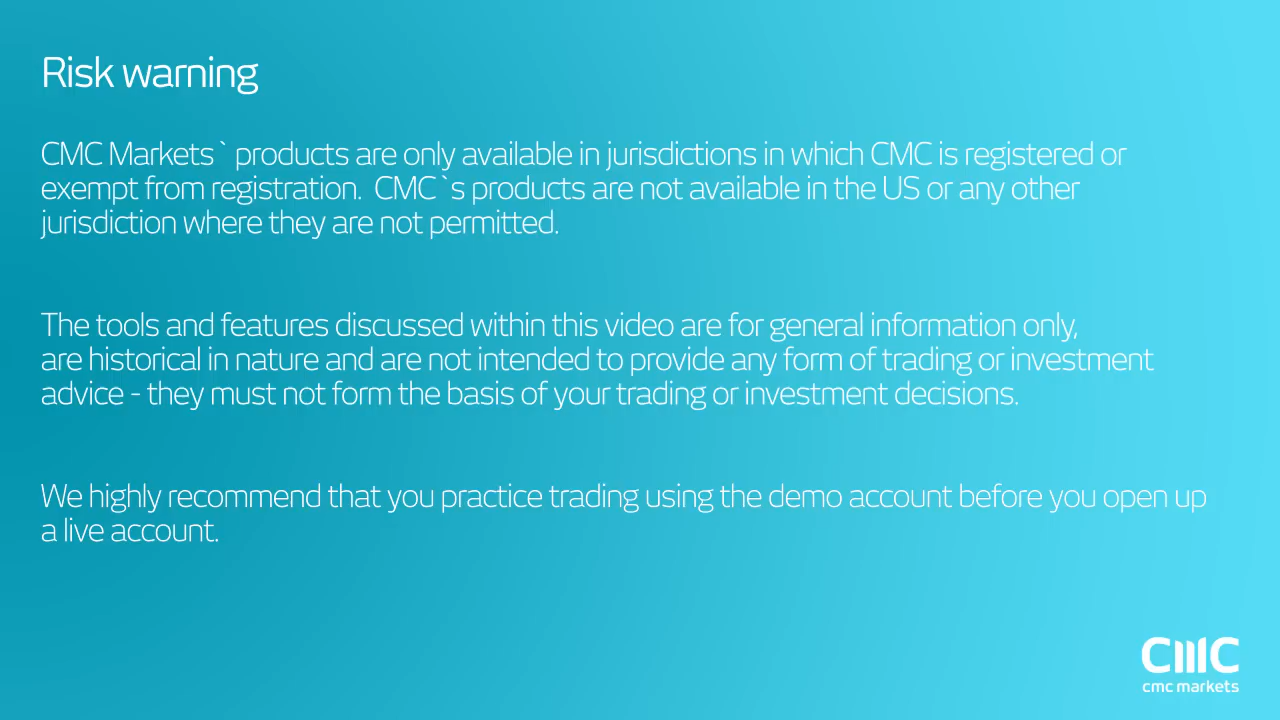 Risk warning
CMC Markets` products are only available in jurisdictions in which CMC is registered or
exempt from registration.  CMC`s products are not available in the US or any other
jurisdiction where they are not permitted.
The tools and features discussed within this video are for general information only,
are historical in nature and are not intended to provide any form of trading or investment
advice - they must not form the basis of your trading or investment decisions.
We highly recommend that you practice trading using the demo account before you open up
a live account.
CMC
cmc markets